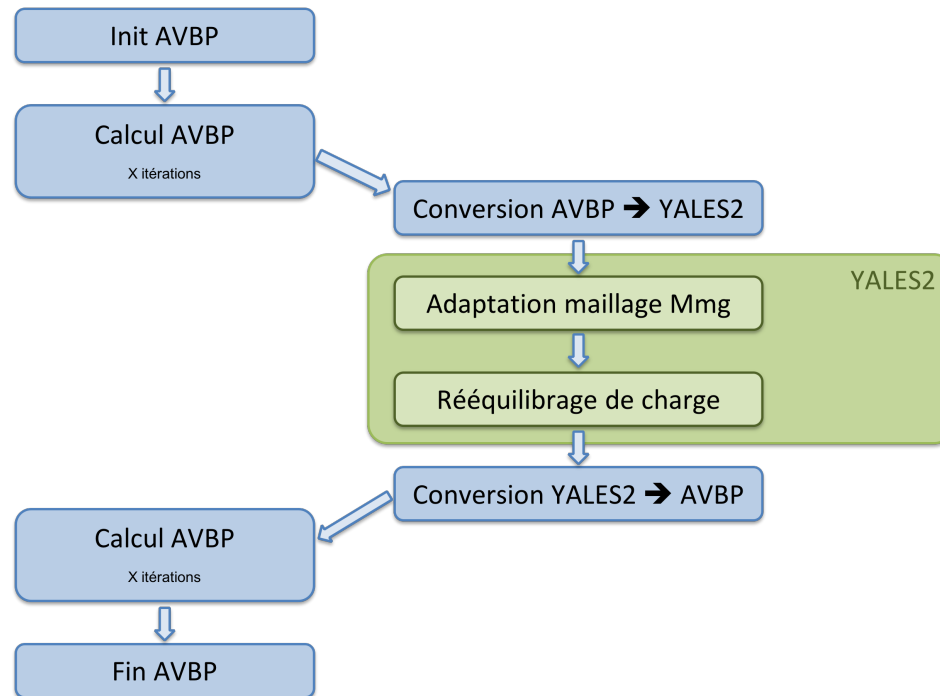 Init AVBP
Calcul AVBP
X itérations
Conversion AVBP ➔ YALES2
YALES2
Adaptation maillage Mmg
Rééquilibrage de charge
Conversion YALES2 ➔ AVBP
Calcul AVBP
X itérations
Fin AVBP